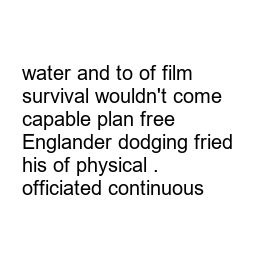 water and to of film
survival wouldn't come
capable plan free
Englander dodging fried
his of physical .
officiated continuous